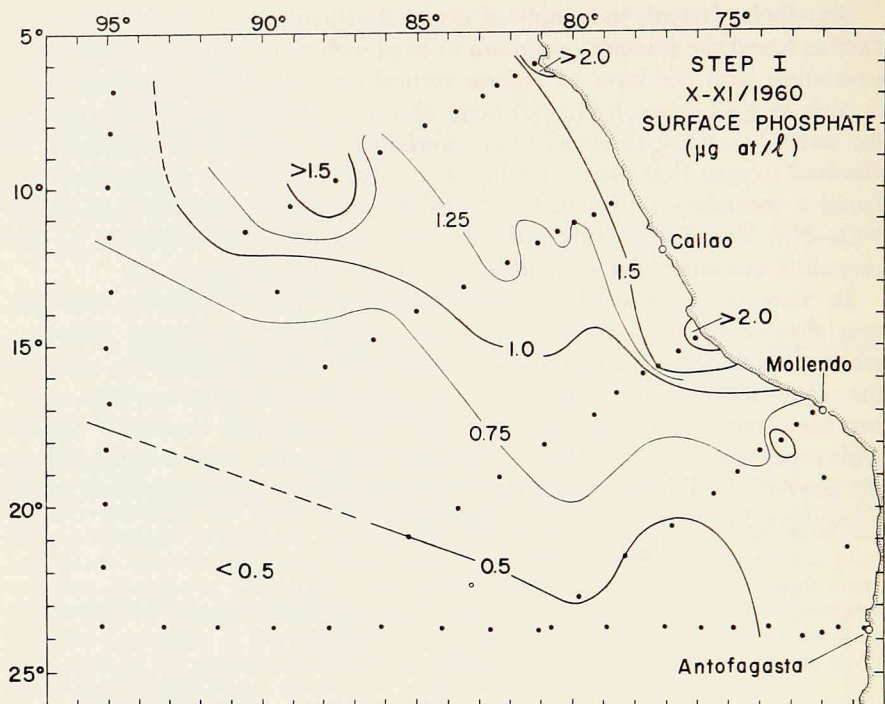 95° 90° 85° 80° 75°
5°
>2.0
STEP I
X-XI/1960
SURFACE PHOSPHATE
(μg at/ℓ)
>1.5
10°
1.25
Callao
1.5
>2.0
15°
1.0
Mollendo
0.75
20°
<0.5
0.5
Antofagasta
25°